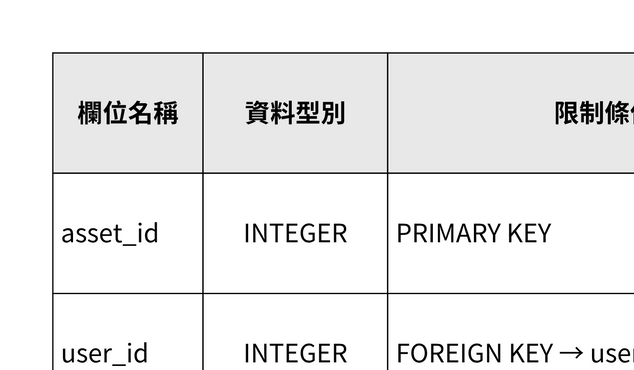 欄位名稱 資料型別 限制條
asset_id INTEGER PRIMARY KEY
user_id INTEGER FOREIGN KEY → user